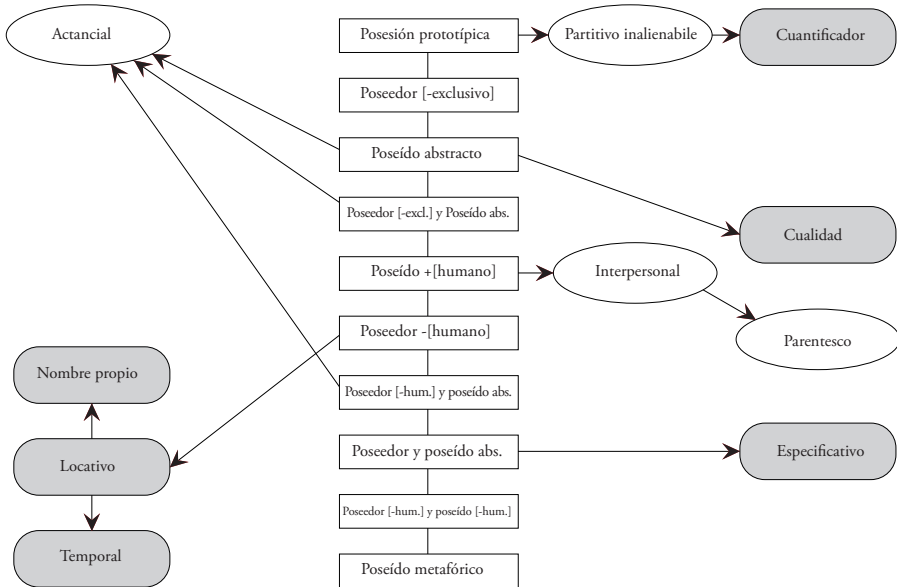 Actancial
Posesión prototípica
Partitivo inalienabile
Cuantificador
Poseedor [-exclusivo]
Poseído abstracto
Poseedor [-excl.] y Poseído abs.
Cualidad
Poseído +[humano]
Interpersonal
Poseedor -[humano]
Parentesco
Nombre propio
Poseedor [-hum.] y poseído abs.
Locativo
Poseedor y poseído abs.
Especificativo
Poseedor [-hum.] y poseído [-hum.]
Temporal
Poseído metafórico